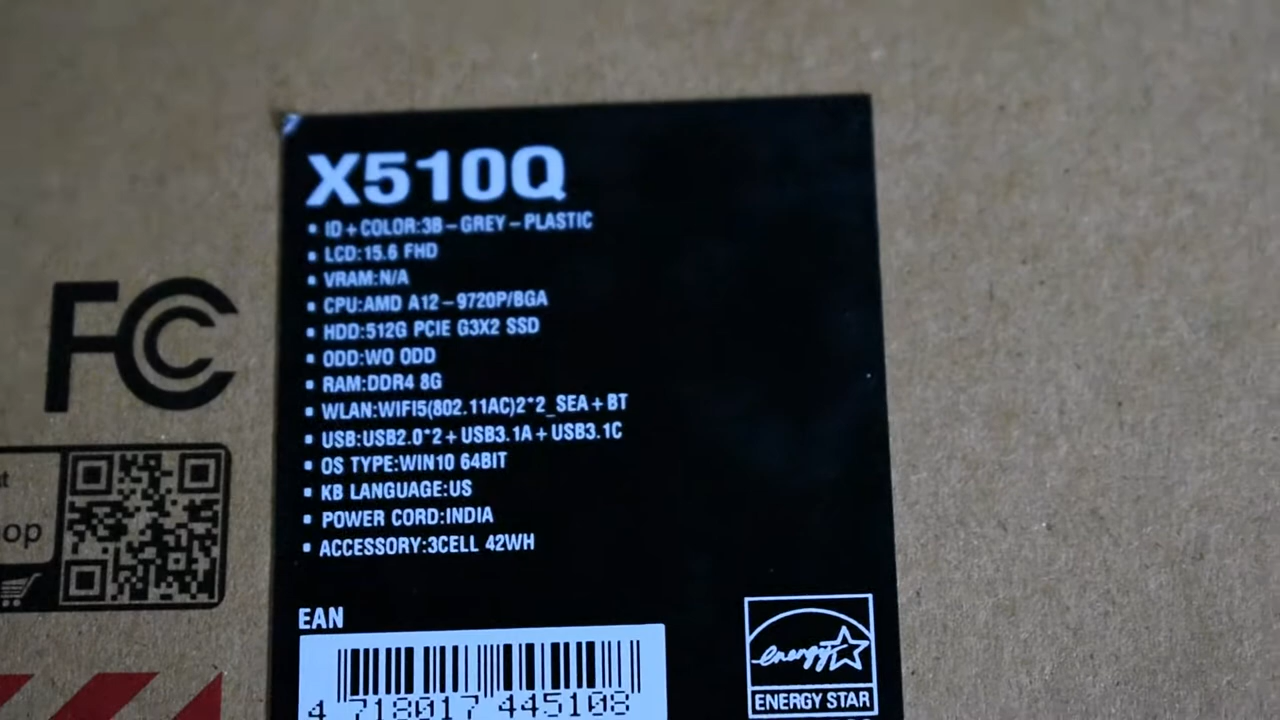 X510Q
▪ ID+COLOR:3B-GREY-PLASTIC
▪ LCD:15.6 FHD
▪ VRAM:N/A
▪ CPU:AMD A12-9720P/BGA
▪ HDD:512G PCIE G3X2 SSD
▪ ODD:WO ODD
▪ RAM:DDR4 8G
▪ WLAN:WIFI5(802.11AC)2*2_SEA+BT
▪ USB:USB2.0*2+USB3.1A+USB3.1C
▪ OS TYPE:WIN10 64BIT
▪ KB LANGUAGE:US
▪ POWER CORD:INDIA
▪ ACCESSORY:3CELL 42WH
FC
op
EAN
4 718017 445108
energy
ENERGY STAR